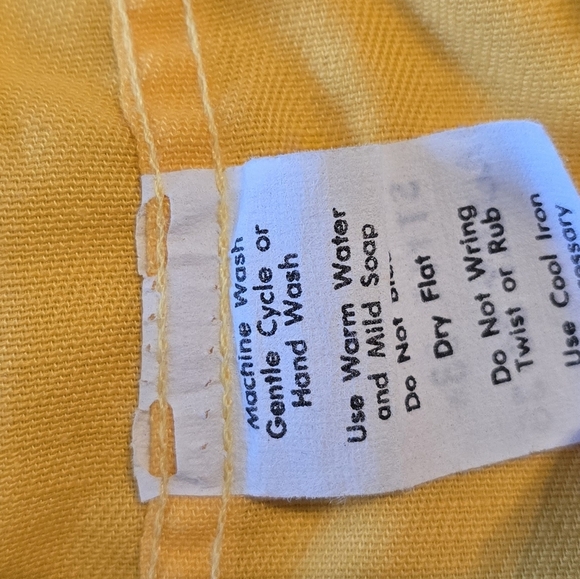 Machine Wash
Gentle Cycle or
Hand Wash
Use Warm Water
and Mild Soap
Do Not
Dry Flat
Do Not Wring
Twist or Rub
Use Cool Iron